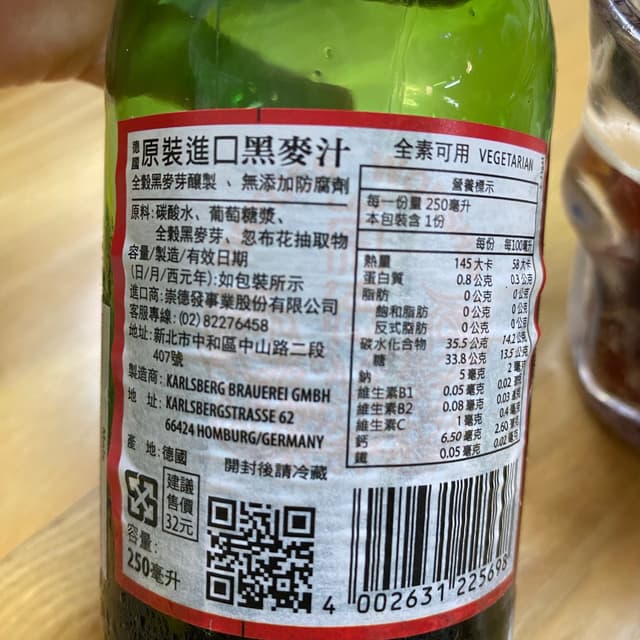 德國
原裝進口黑麥汁
全穀黑麥芽釀製、無添加防腐劑
原料:碳酸水、葡萄糖漿、
全穀黑麥芽、忽布花抽取物
容量/製造/有效日期
(日/月/西元年):如包裝所示
進口商:崇德發事業股份有限公司
客服專線:(02) 82276458
地址:新北市中和區中山路二段
407號
製造商:KARLSBERG BRAUEREI GMBH
地 址:KARLSBERGSTRASSE 62
66424 HOMBURG/GERMANY
產 地:德國
開封後請冷藏
建議
售價
32元
容量:
250毫升
全素可用 VEGETARIAN
營養標示
每一份量 250毫升
本包裝含 1份
每份 每100毫升
熱量 145 大卡 58 大卡
蛋白質 0.8 公克 0.3 公克
脂肪 0 公克 0 公克
飽和脂肪 0 公克 0 公克
反式脂肪 0 公克 0 公克
碳水化合物 35.5 公克 14.2 公克
糖 33.8 公克 13.5 公克
鈉 5 毫克 2 毫克
維生素B1 0.05 毫克 0.02 毫克
維生素B2 0.08 毫克 0.03 毫克
維生素C 1 毫克 0.4 毫克
鈣 6.50 毫克 2.60 毫克
鐵 0.05 毫克 0.02 毫克
4 002631 225698